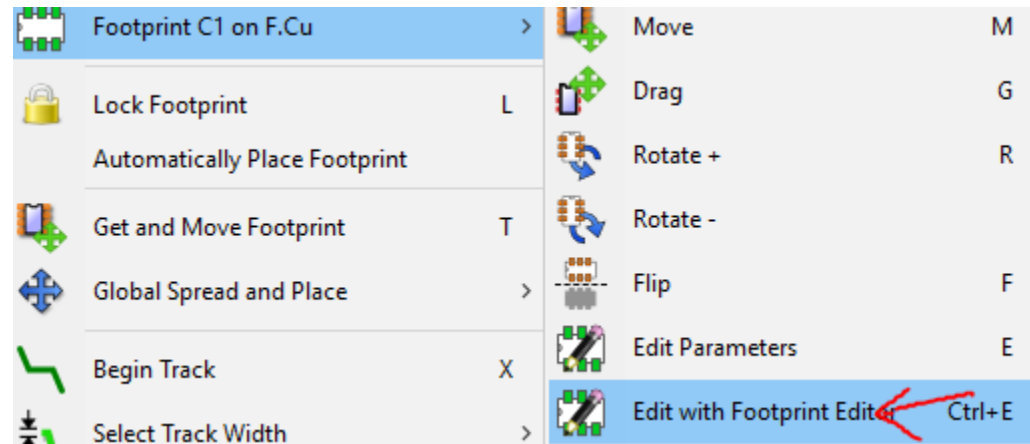 Footprint C1 on F.Cu >
Lock Footprint L
Automatically Place Footprint
Get and Move Footprint T
Global Spread and Place >
Begin Track X
Select Track Width >
Move M
Drag G
Rotate + R
Rotate -
Flip F
Edit Parameters E
Edit with Footprint Editor Ctrl+E